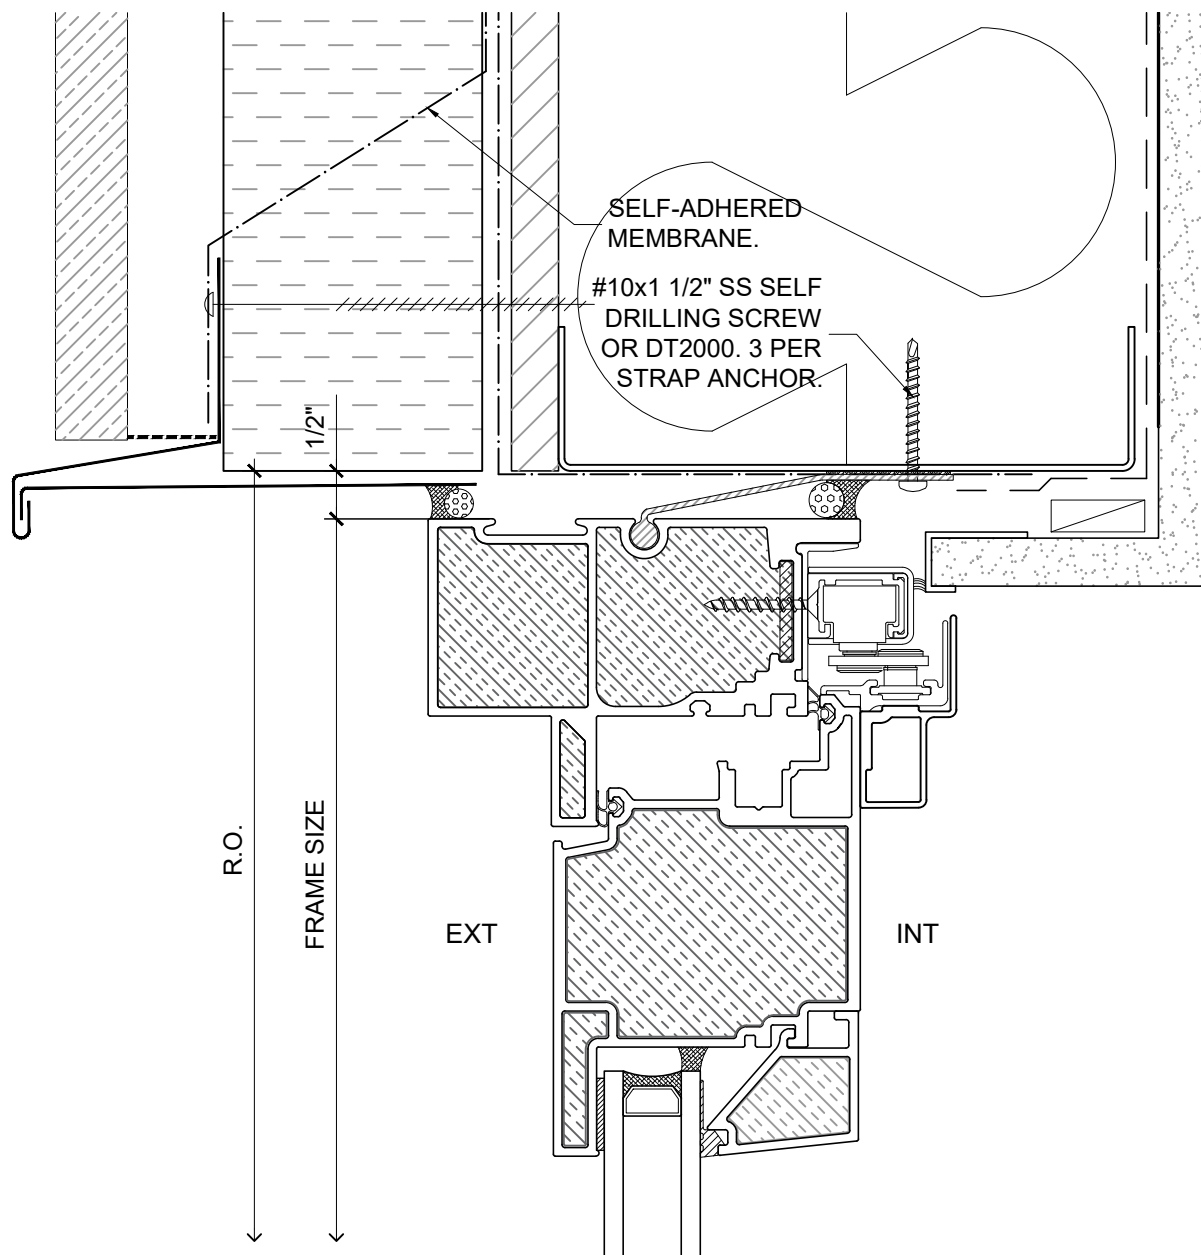 SELF-ADHERED
MEMBRANE.
#10x1 1/2" SS SELF
DRILLING SCREW
OR DT2000. 3 PER
STRAP ANCHOR.
1/2"
R.O.
FRAME SIZE
EXT
INT